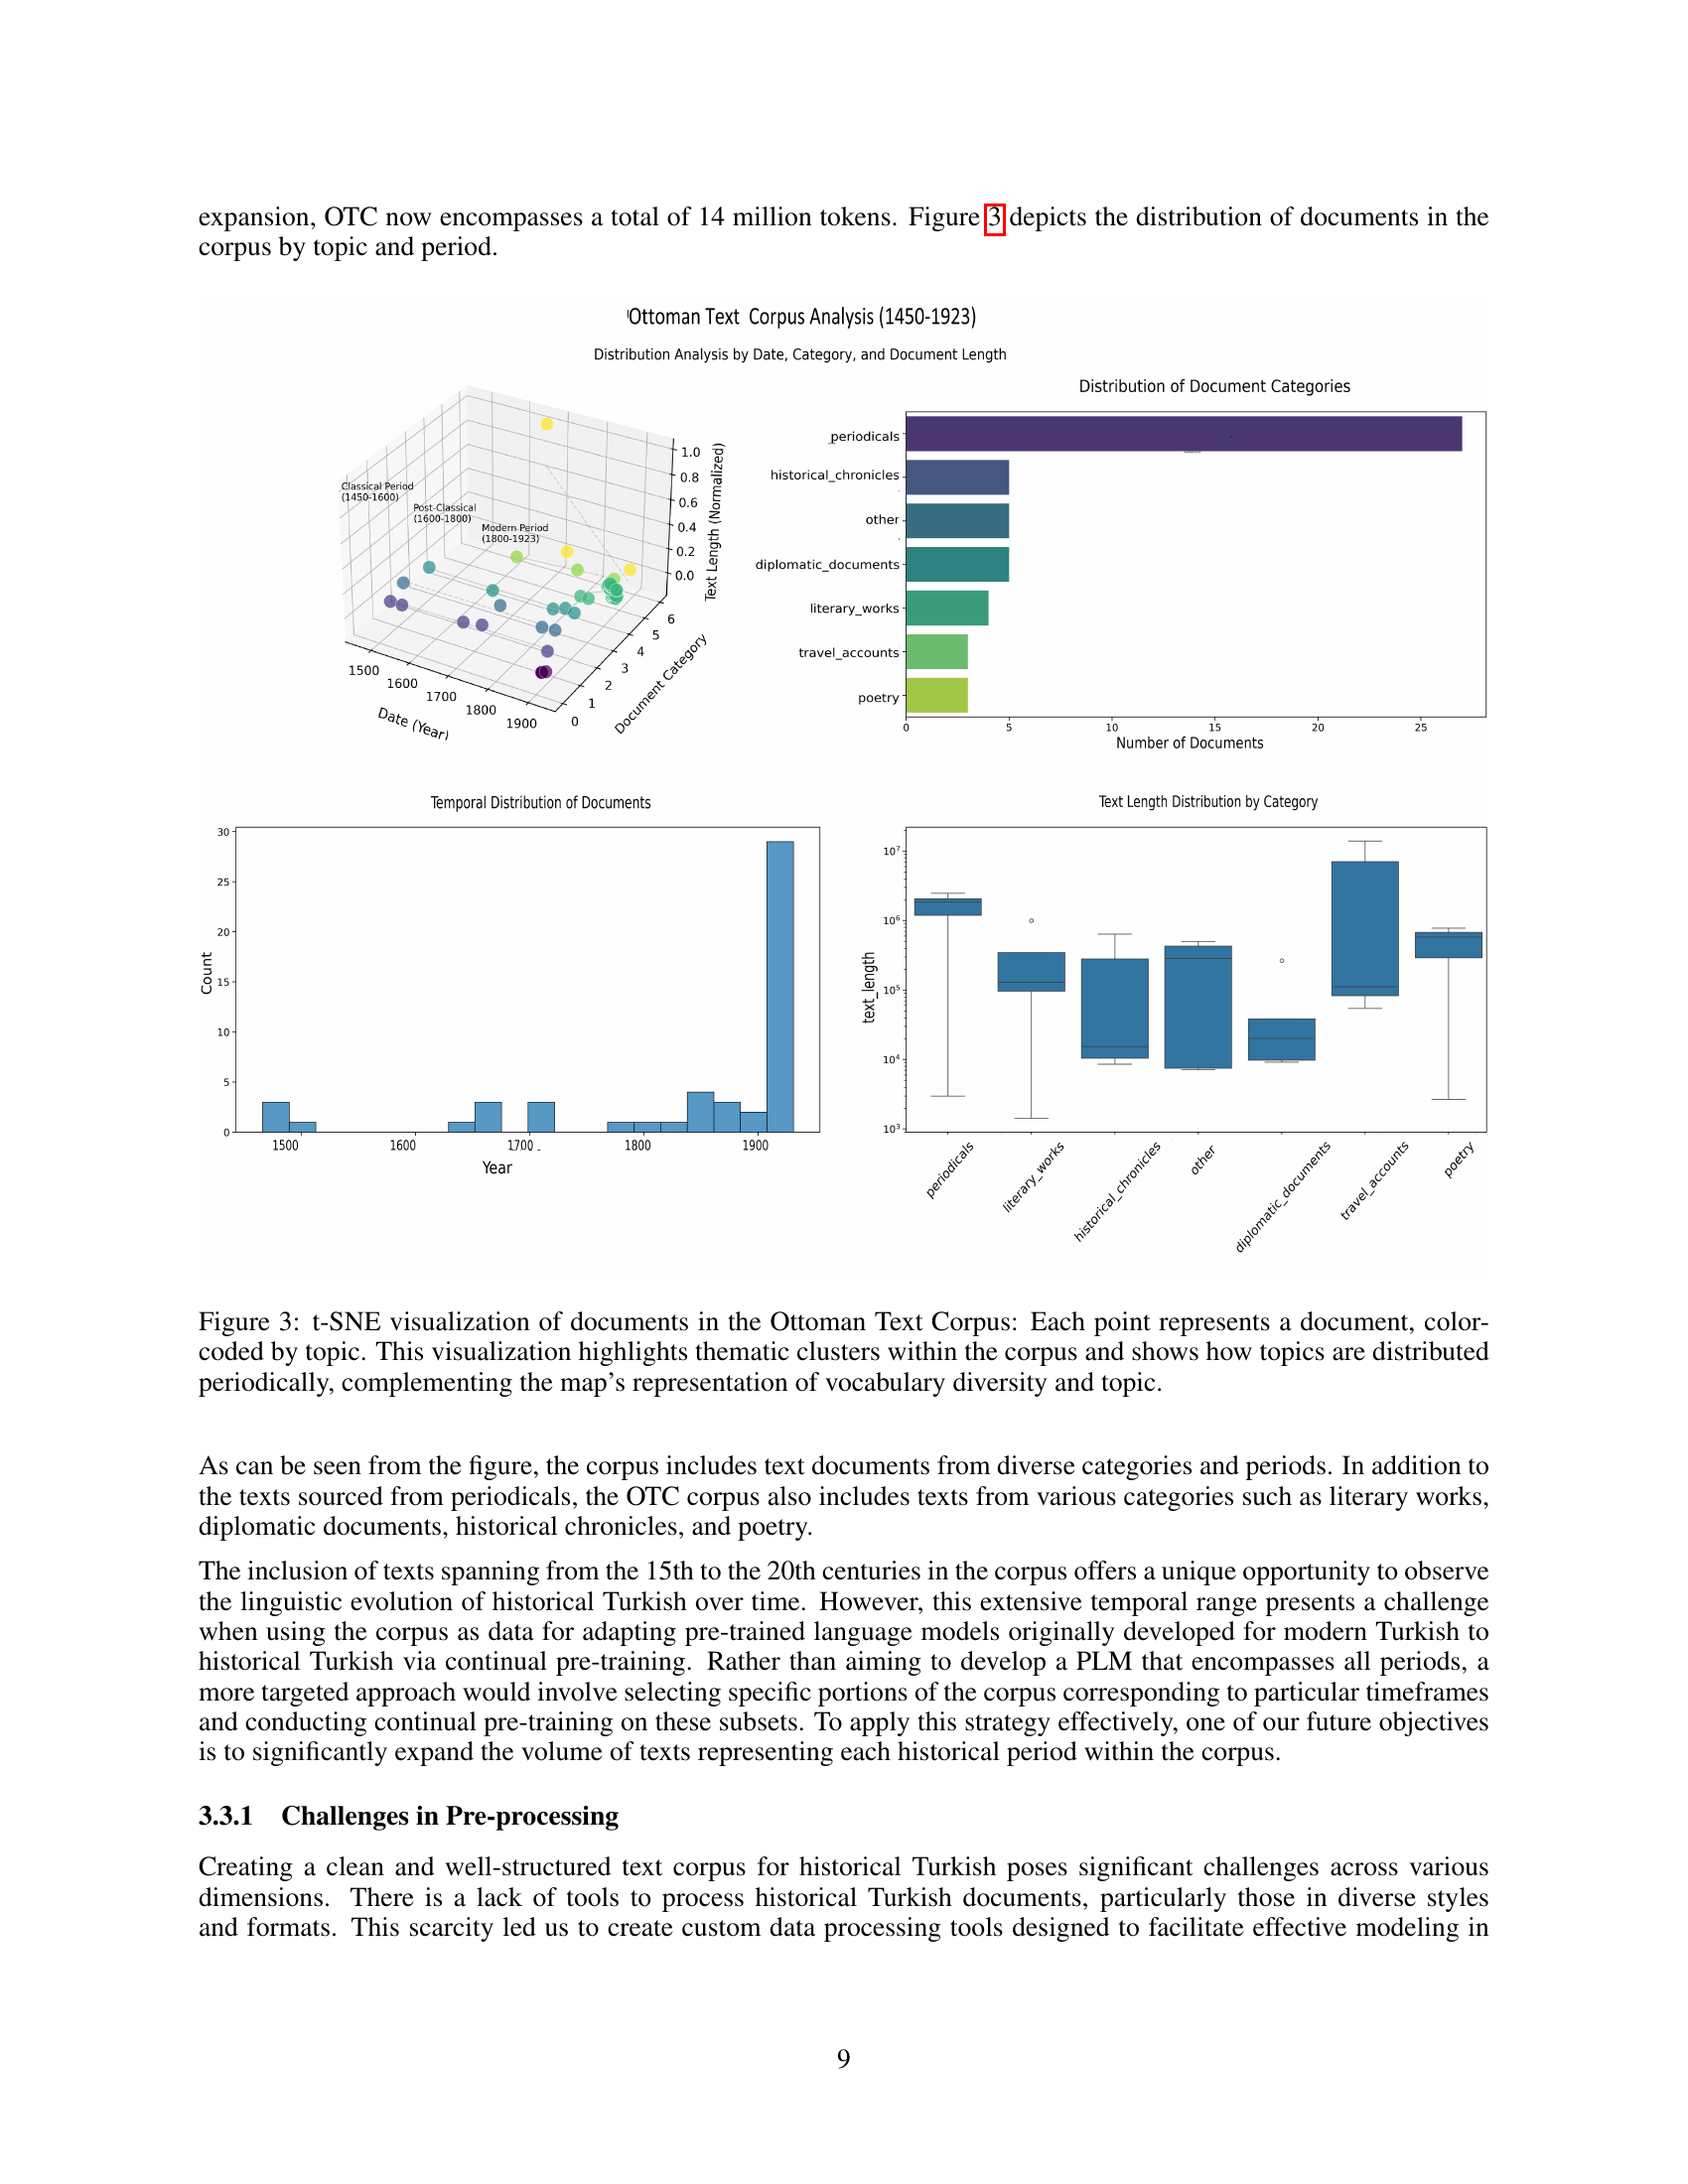 expansion, OTC now encompasses a total of 14 million tokens. Figure 3 depicts the distribution of documents in the
corpus by topic and period.
Ottoman Text Corpus Analysis (1450-1923)
Distribution Analysis by Date, Category, and Document Length
Classical Period
(1450-1600)
Post-Classical
(1600-1800)
Modern Period
(1800-1923)
1.0
0.8
0.6
0.4
0.2
0.0
Text Length (Normalized)
6
5
4
3
2
1
0
Document Category
1500
1600
1700
1800
1900
Date (Year)
Distribution of Document Categories
periodicals
historical_chronicles
other
diplomatic_documents
literary_works
travel_accounts
poetry
0 5 10 15 20 25
Number of Documents
Temporal Distribution of Documents
30
25
20
15
10
5
0
Count
1500 1600 1700 1800 1900
Year
Text Length Distribution by Category
10⁷
10⁶
10⁵
10⁴
10³
text_length
periodicals
literary_works
historical_chronicles
other
diplomatic_documents
travel_accounts
poetry
Figure 3: t-SNE visualization of documents in the Ottoman Text Corpus: Each point represents a document, color-
coded by topic. This visualization highlights thematic clusters within the corpus and shows how topics are distributed
periodically, complementing the map's representation of vocabulary diversity and topic.
As can be seen from the figure, the corpus includes text documents from diverse categories and periods. In addition to
the texts sourced from periodicals, the OTC corpus also includes texts from various categories such as literary works,
diplomatic documents, historical chronicles, and poetry.
The inclusion of texts spanning from the 15th to the 20th centuries in the corpus offers a unique opportunity to observe
the linguistic evolution of historical Turkish over time. However, this extensive temporal range presents a challenge
when using the corpus as data for adapting pre-trained language models originally developed for modern Turkish to
historical Turkish via continual pre-training. Rather than aiming to develop a PLM that encompasses all periods, a
more targeted approach would involve selecting specific portions of the corpus corresponding to particular timeframes
and conducting continual pre-training on these subsets. To apply this strategy effectively, one of our future objectives
is to significantly expand the volume of texts representing each historical period within the corpus.
3.3.1 Challenges in Pre-processing
Creating a clean and well-structured text corpus for historical Turkish poses significant challenges across various
dimensions. There is a lack of tools to process historical Turkish documents, particularly those in diverse styles
and formats. This scarcity led us to create custom data processing tools designed to facilitate effective modeling in
9